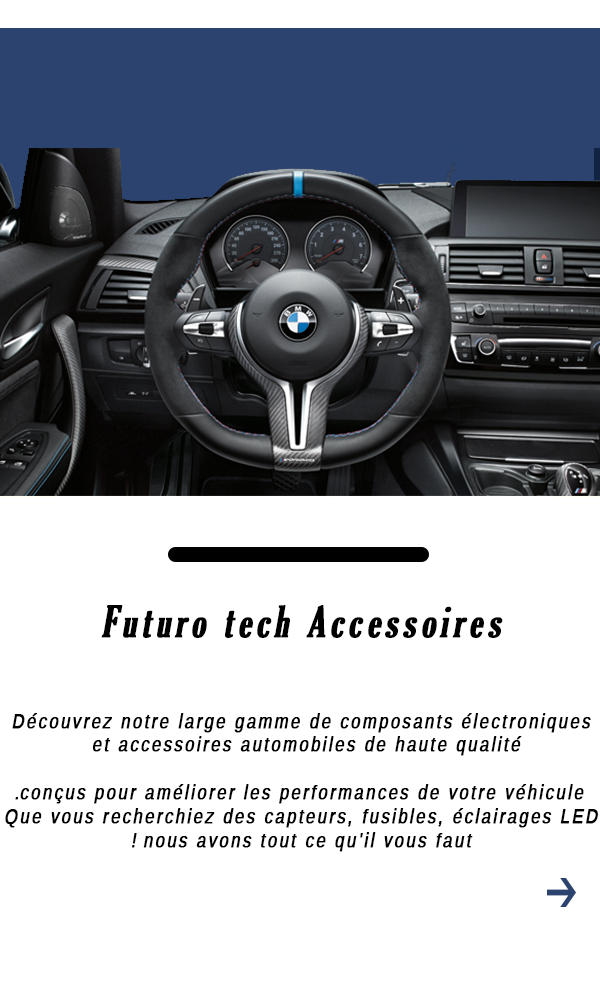 BMW
Futuro tech Accessoires
Découvrez notre large gamme de composants électroniques
et accessoires automobiles de haute qualité
.conçus pour améliorer les performances de votre véhicule
Que vous recherchiez des capteurs, fusibles, éclairages LED
! nous avons tout ce qu'il vous faut